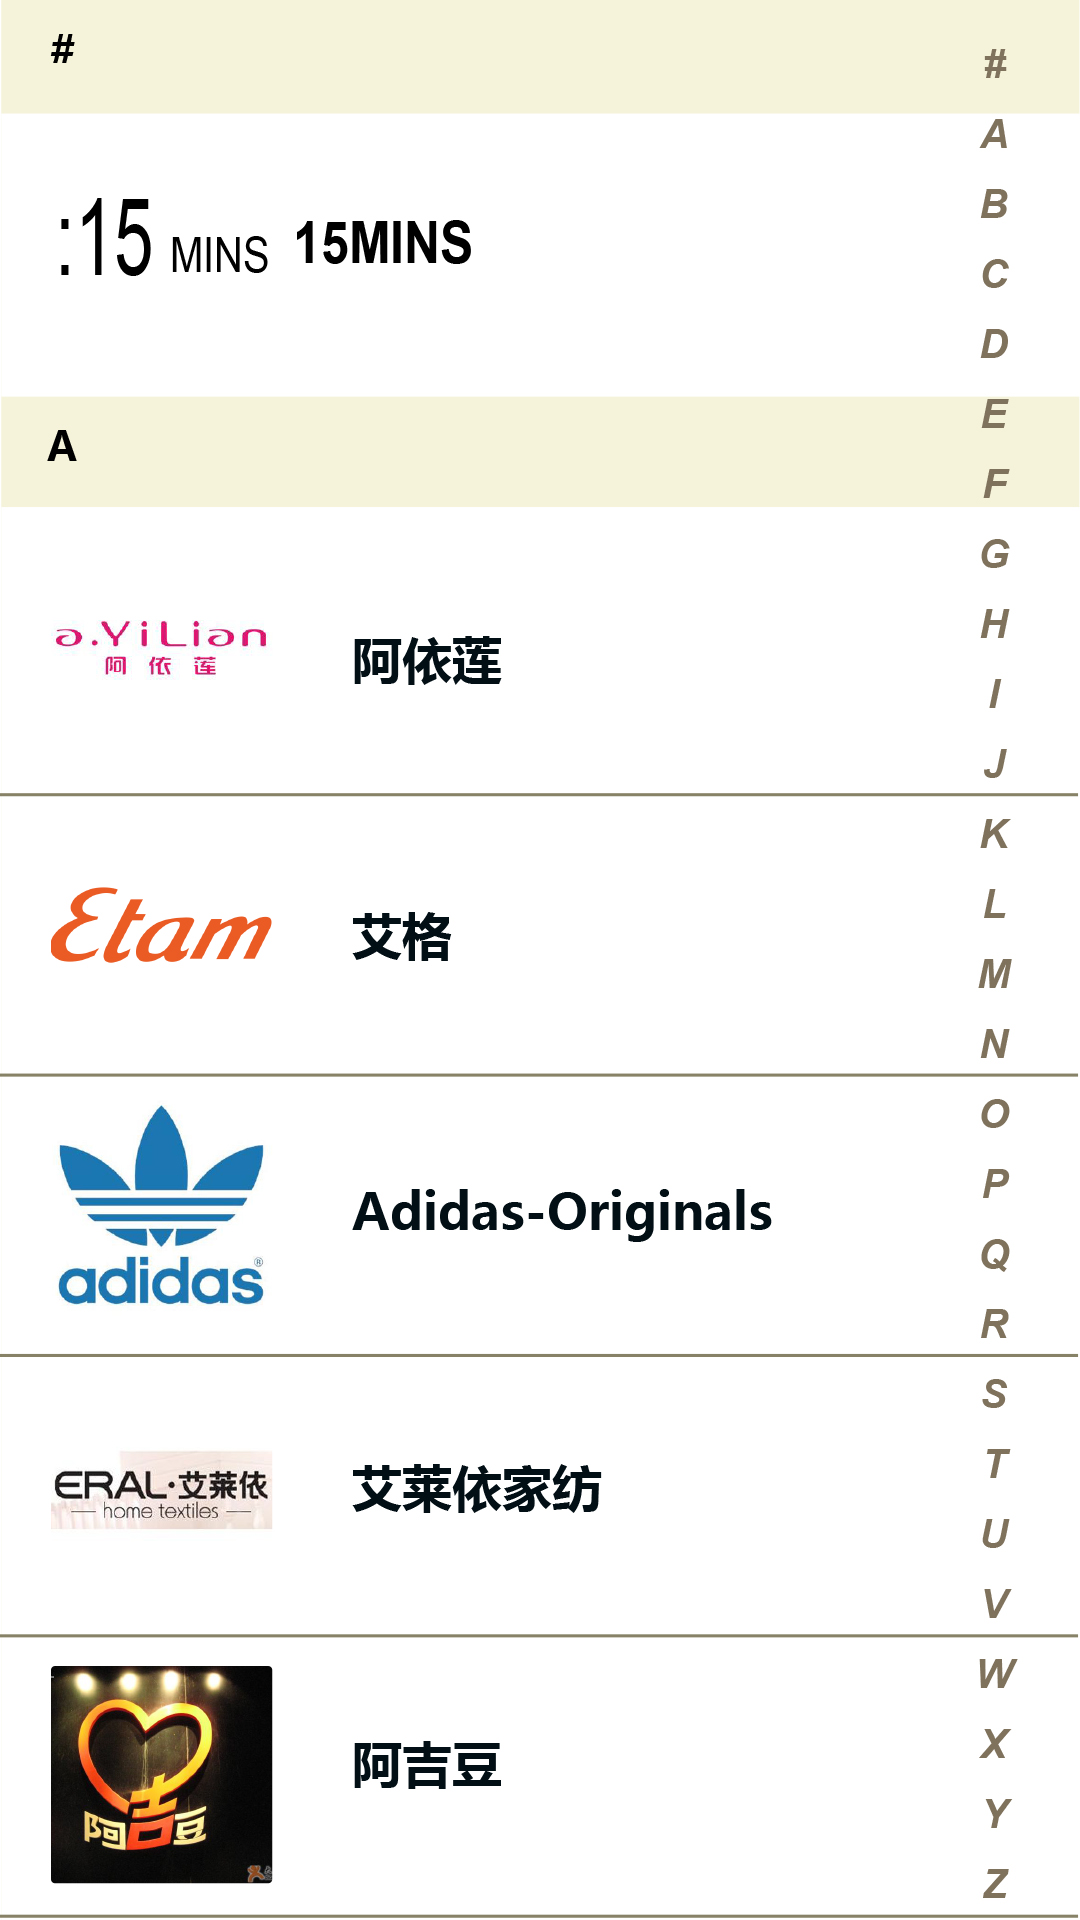 #
:15 MINS 15MINS
A
a.YiLian
阿依莲
阿依莲
Etam
艾格
adidas®
Adidas-Originals
ERAL·艾莱依
home textiles
艾莱依家纺
阿吉豆
阿吉豆
#
A
B
C
D
E
F
G
H
I
J
K
L
M
N
O
P
Q
R
S
T
U
V
W
X
Y
Z